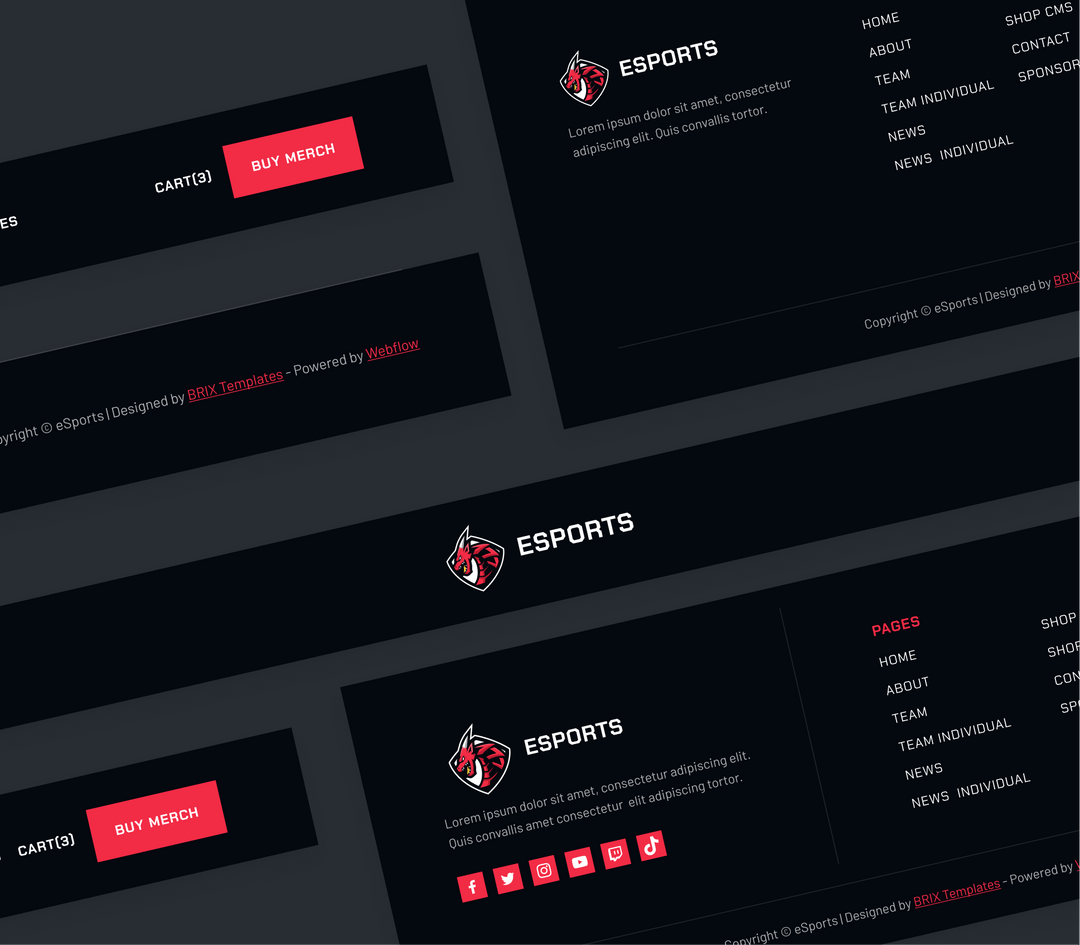 CART(3)
BUY MERCH
ES
Copyright © eSports | Designed by BRIX Templates - Powered by Webflow
ESPORTS
Lorem ipsum dolor sit amet, consectetur
adipiscing elit. Quis convallis tortor.
HOME
ABOUT
TEAM
TEAM INDIVIDUAL
NEWS
NEWS INDIVIDUAL
SHOP CMS
CONTACT
SPONSOR
Copyright © eSports | Designed by BRIX
ESPORTS
CART(3)
BUY MERCH
ESPORTS
Lorem ipsum dolor sit amet, consectetur adipiscing elit.
Quis convallis amet consectetur elit adipiscing tortor.
PAGES
HOME
ABOUT
TEAM
TEAM INDIVIDUAL
NEWS
NEWS INDIVIDUAL
SHOP
SHOP
CON
SP
Copyright © eSports | Designed by BRIX Templates - Powered by